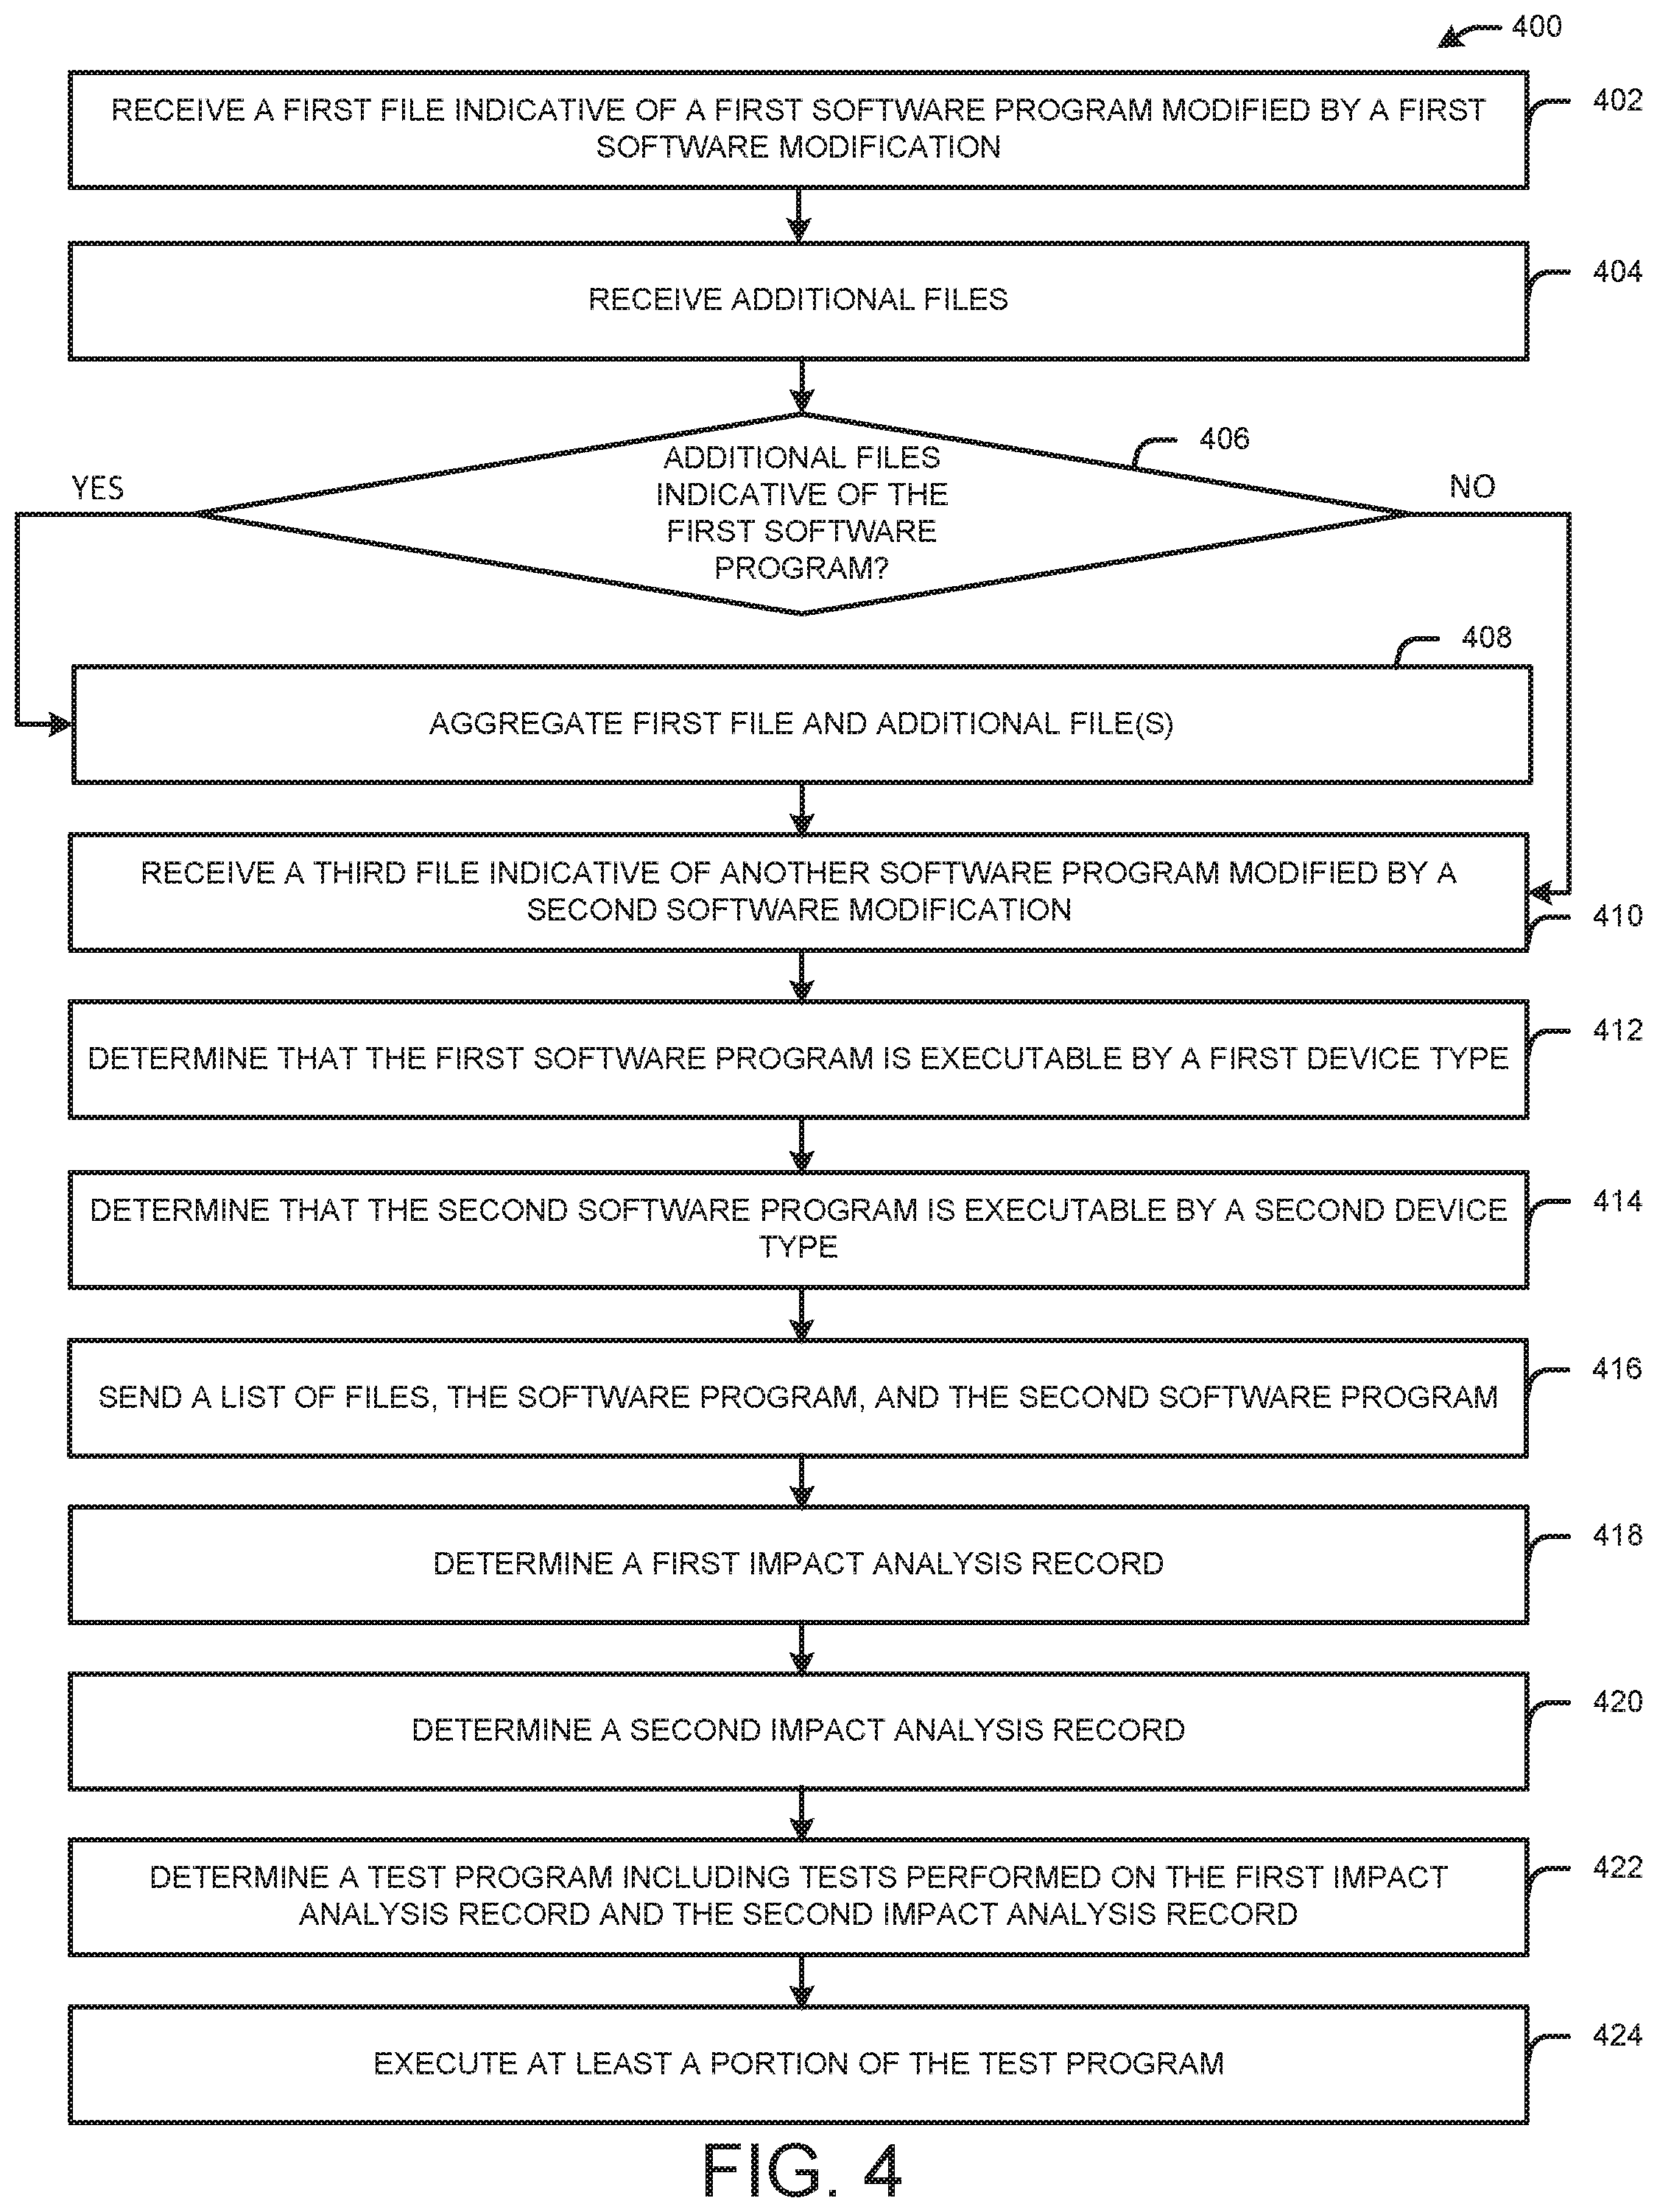 400
RECEIVE A FIRST FILE INDICATIVE OF A FIRST SOFTWARE PROGRAM MODIFIED BY A FIRST
SOFTWARE MODIFICATION
402
RECEIVE ADDITIONAL FILES
404
ADDITIONAL FILES
INDICATIVE OF THE
FIRST SOFTWARE
PROGRAM?
406
YES
NO
408
AGGREGATE FIRST FILE AND ADDITIONAL FILE(S)
RECEIVE A THIRD FILE INDICATIVE OF ANOTHER SOFTWARE PROGRAM MODIFIED BY A
SECOND SOFTWARE MODIFICATION
410
DETERMINE THAT THE FIRST SOFTWARE PROGRAM IS EXECUTABLE BY A FIRST DEVICE TYPE
412
DETERMINE THAT THE SECOND SOFTWARE PROGRAM IS EXECUTABLE BY A SECOND DEVICE
TYPE
414
SEND A LIST OF FILES, THE SOFTWARE PROGRAM, AND THE SECOND SOFTWARE PROGRAM
416
DETERMINE A FIRST IMPACT ANALYSIS RECORD
418
DETERMINE A SECOND IMPACT ANALYSIS RECORD
420
DETERMINE A TEST PROGRAM INCLUDING TESTS PERFORMED ON THE FIRST IMPACT
ANALYSIS RECORD AND THE SECOND IMPACT ANALYSIS RECORD
422
EXECUTE AT LEAST A PORTION OF THE TEST PROGRAM
424
FIG. 4